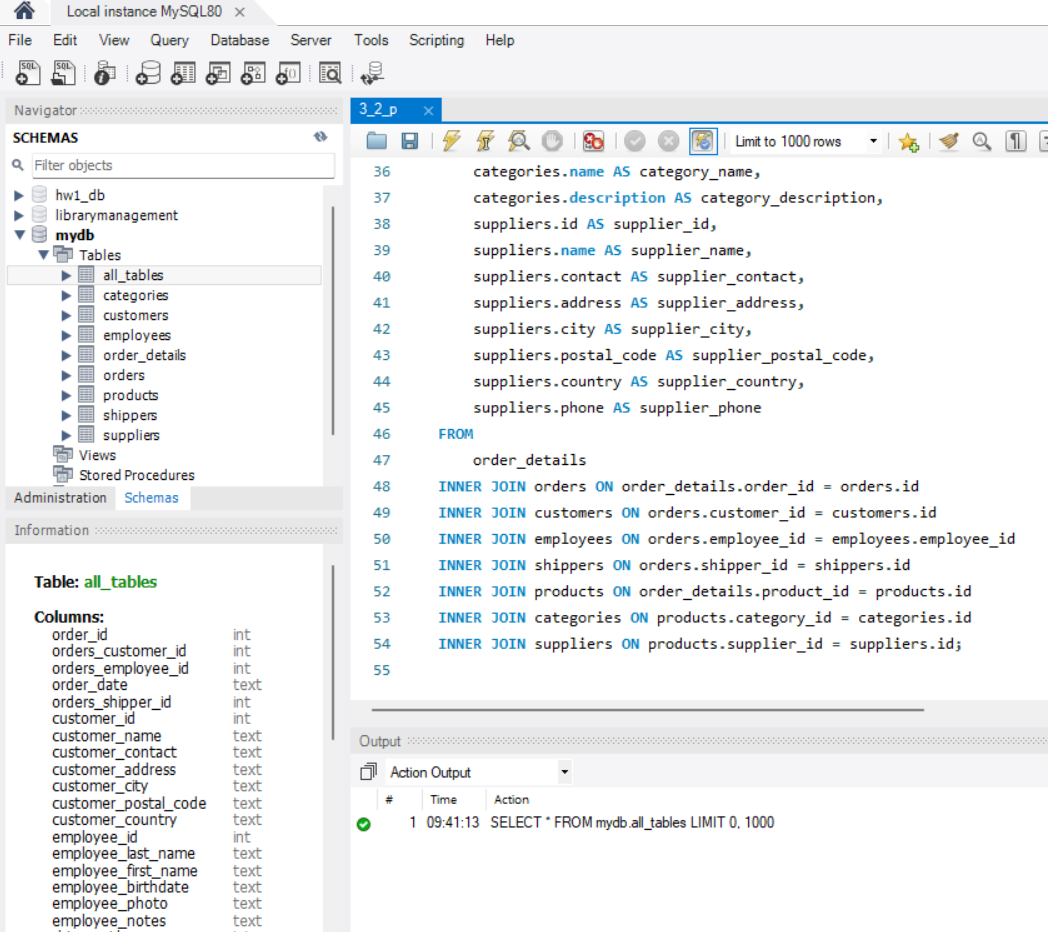 Local instance MySQL80 ×
File Edit View Query Database Server Tools Scripting Help
SQL SQL
Navigator
SCHEMAS
Filter objects
hw1_db
librarymanagement
mydb
Tables
all_tables
categories
customers
employees
order_details
orders
products
shippers
suppliers
Views
Stored Procedures
Administration Schemas
Information
Table: all_tables
Columns:
order_id int
orders_customer_id int
orders_employee_id int
order_date text
orders_shipper_id int
customer_id int
customer_name text
customer_contact text
customer_address text
customer_city text
customer_postal_code text
customer_country text
employee_id int
employee_last_name text
employee_first_name text
employee_birthdate text
employee_photo text
employee_notes text
3_2_p ×
Limit to 1000 rows
36 categories.name AS category_name,
37 categories.description AS category_description,
38 suppliers.id AS supplier_id,
39 suppliers.name AS supplier_name,
40 suppliers.contact AS supplier_contact,
41 suppliers.address AS supplier_address,
42 suppliers.city AS supplier_city,
43 suppliers.postal_code AS supplier_postal_code,
44 suppliers.country AS supplier_country,
45 suppliers.phone AS supplier_phone
46 FROM
47 order_details
48 INNER JOIN orders ON order_details.order_id = orders.id
49 INNER JOIN customers ON orders.customer_id = customers.id
50 INNER JOIN employees ON orders.employee_id = employees.employee_id
51 INNER JOIN shippers ON orders.shipper_id = shippers.id
52 INNER JOIN products ON order_details.product_id = products.id
53 INNER JOIN categories ON products.category_id = categories.id
54 INNER JOIN suppliers ON products.supplier_id = suppliers.id;
55
Output
Action Output
# Time Action
1 09:41:13 SELECT * FROM mydb.all_tables LIMIT 0, 1000